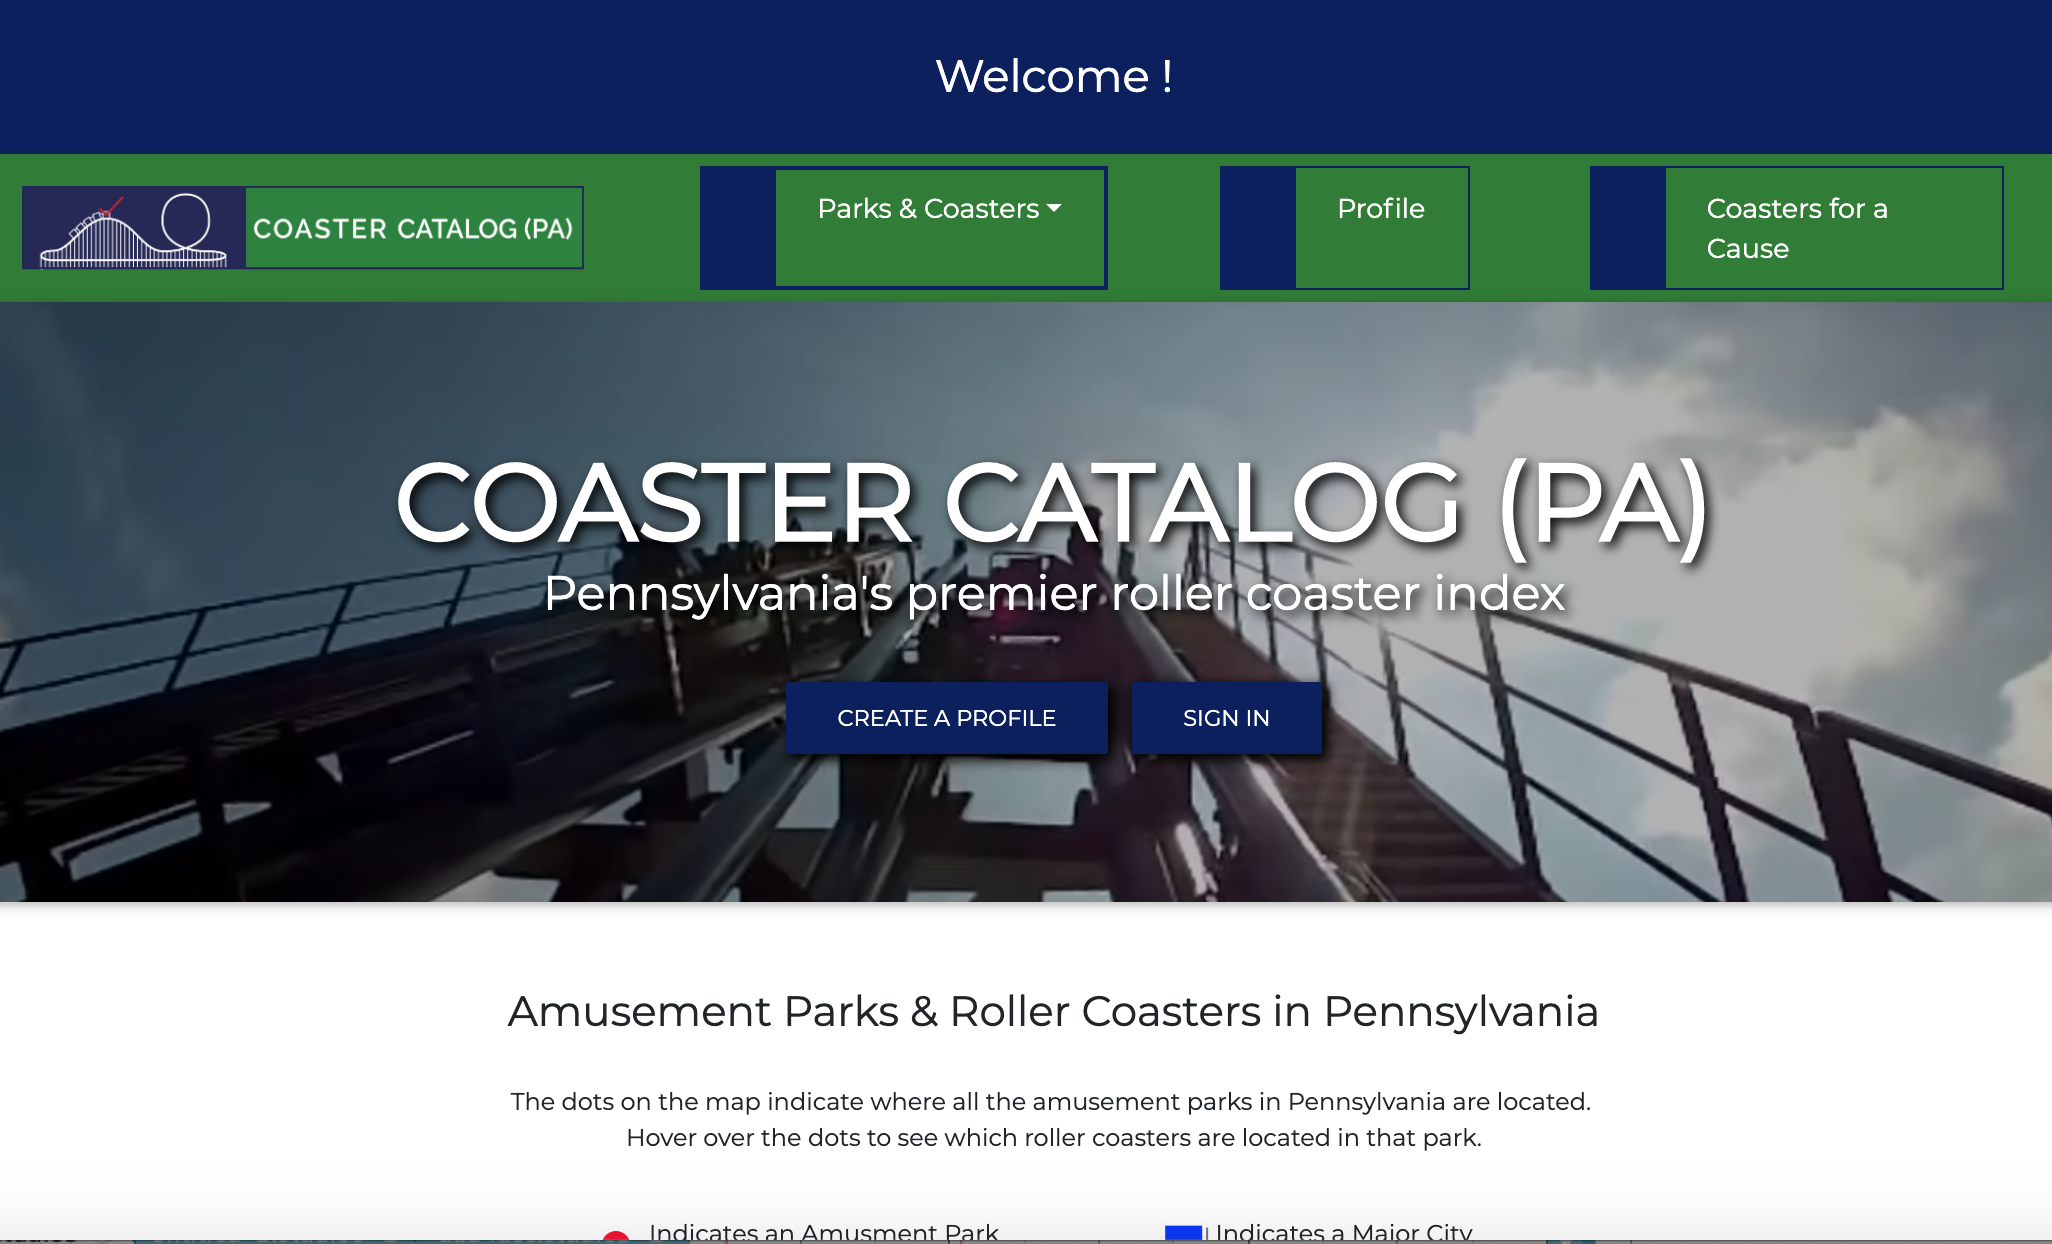 Welcome !
COASTER CATALOG (PA)
Parks & Coasters
Profile
Coasters for a
Cause
COASTER CATALOG (PA)
Pennsylvania's premier roller coaster index
CREATE A PROFILE
SIGN IN
Amusement Parks & Roller Coasters in Pennsylvania
The dots on the map indicate where all the amusement parks in Pennsylvania are located.
Hover over the dots to see which roller coasters are located in that park.
Indicates an Amusment Park
Indicates a Major City